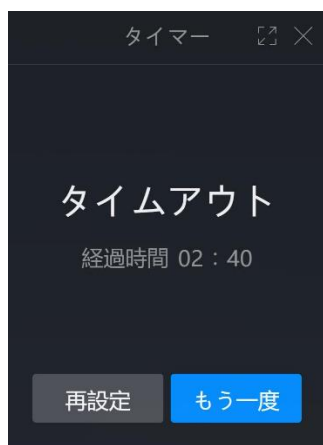 タイマー
タイムアウト
経過時間 02：40
再設定
もう一度